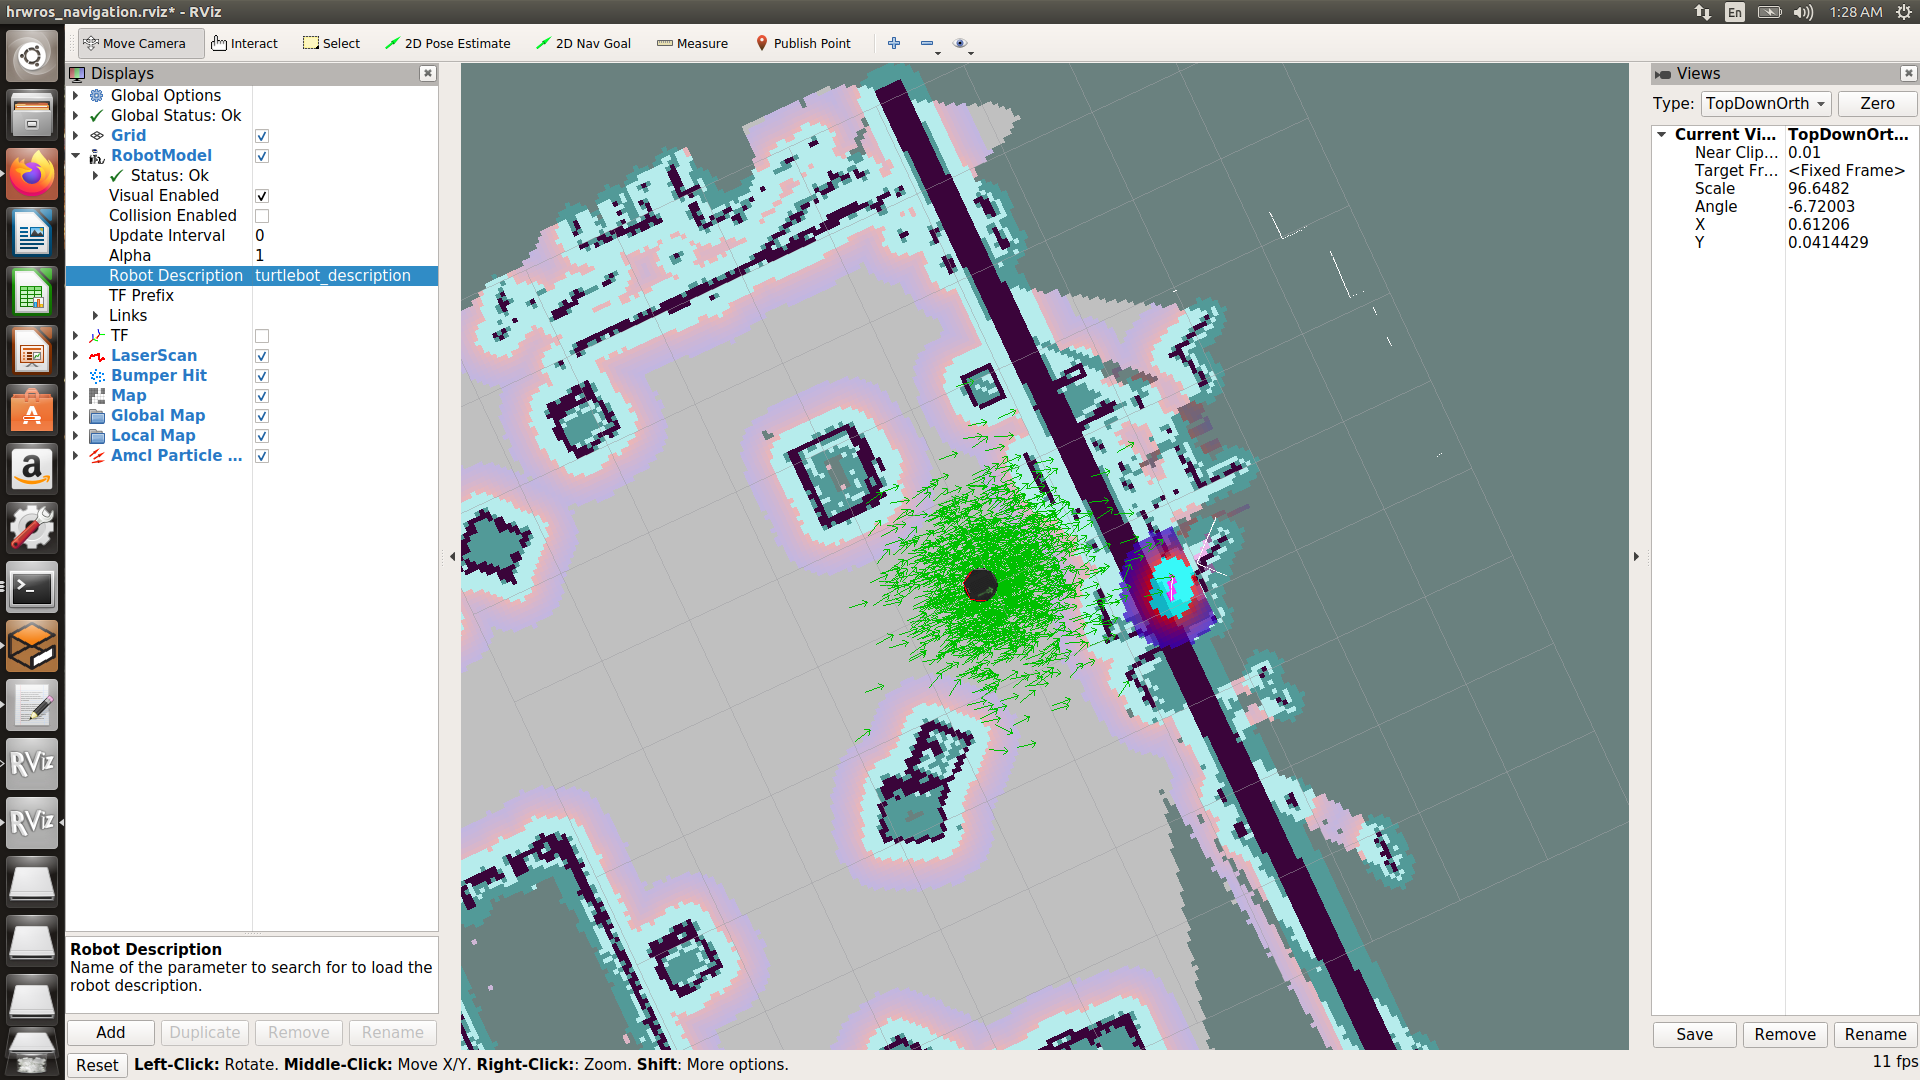 hrwros_navigation.rviz* - RViz
En
1:28 AM
Move Camera
Interact
Select
2D Pose Estimate
2D Nav Goal
Measure
Publish Point
Displays
Global Options
Global Status: Ok
Grid
RobotModel
Status: Ok
Visual Enabled
Collision Enabled
Update Interval 0
Alpha 1
Robot Description turtlebot_description
TF Prefix
Links
TF
LaserScan
Bumper Hit
Map
Global Map
Local Map
Amcl Particle ...
Robot Description
Name of the parameter to search for to load the
robot description.
Add
Duplicate
Remove
Rename
Reset
Left-Click: Rotate. Middle-Click: Move X/Y. Right-Click:: Zoom. Shift: More options.
Views
Type:
TopDownOrth
Zero
Current Vi... TopDownOrt...
Near Clip... 0.01
Target Fr... <Fixed Frame>
Scale 96.6482
Angle -6.72003
X 0.61206
Y 0.0414429
Save
Remove
Rename
11 fps
RViz
RViz
a